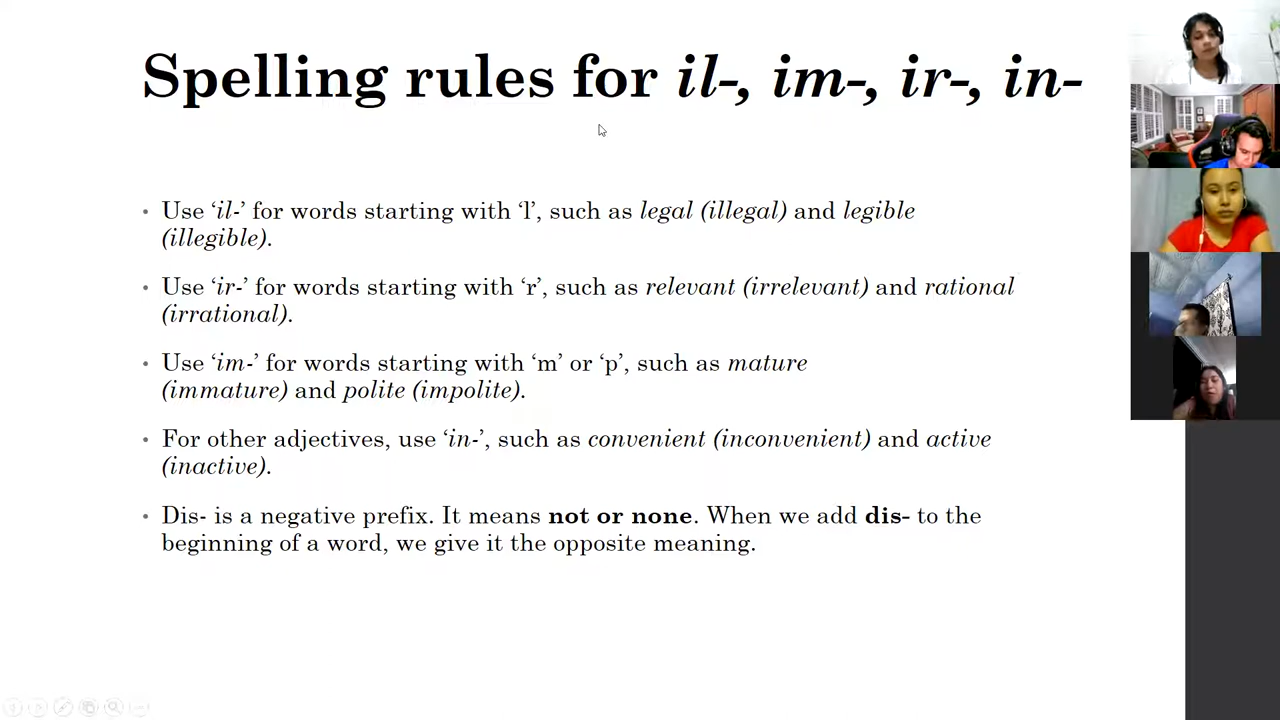 Spelling rules for il-, im-, ir-, in-
• Use ‘il-’ for words starting with ‘l’, such as legal (illegal) and legible
(illegible).
• Use ‘ir-’ for words starting with ‘r’, such as relevant (irrelevant) and rational
(irrational).
• Use ‘im-’ for words starting with ‘m’ or ‘p’, such as mature
(immature) and polite (impolite).
• For other adjectives, use ‘in-’, such as convenient (inconvenient) and active
(inactive).
• Dis- is a negative prefix. It means not or none. When we add dis- to the
beginning of a word, we give it the opposite meaning.